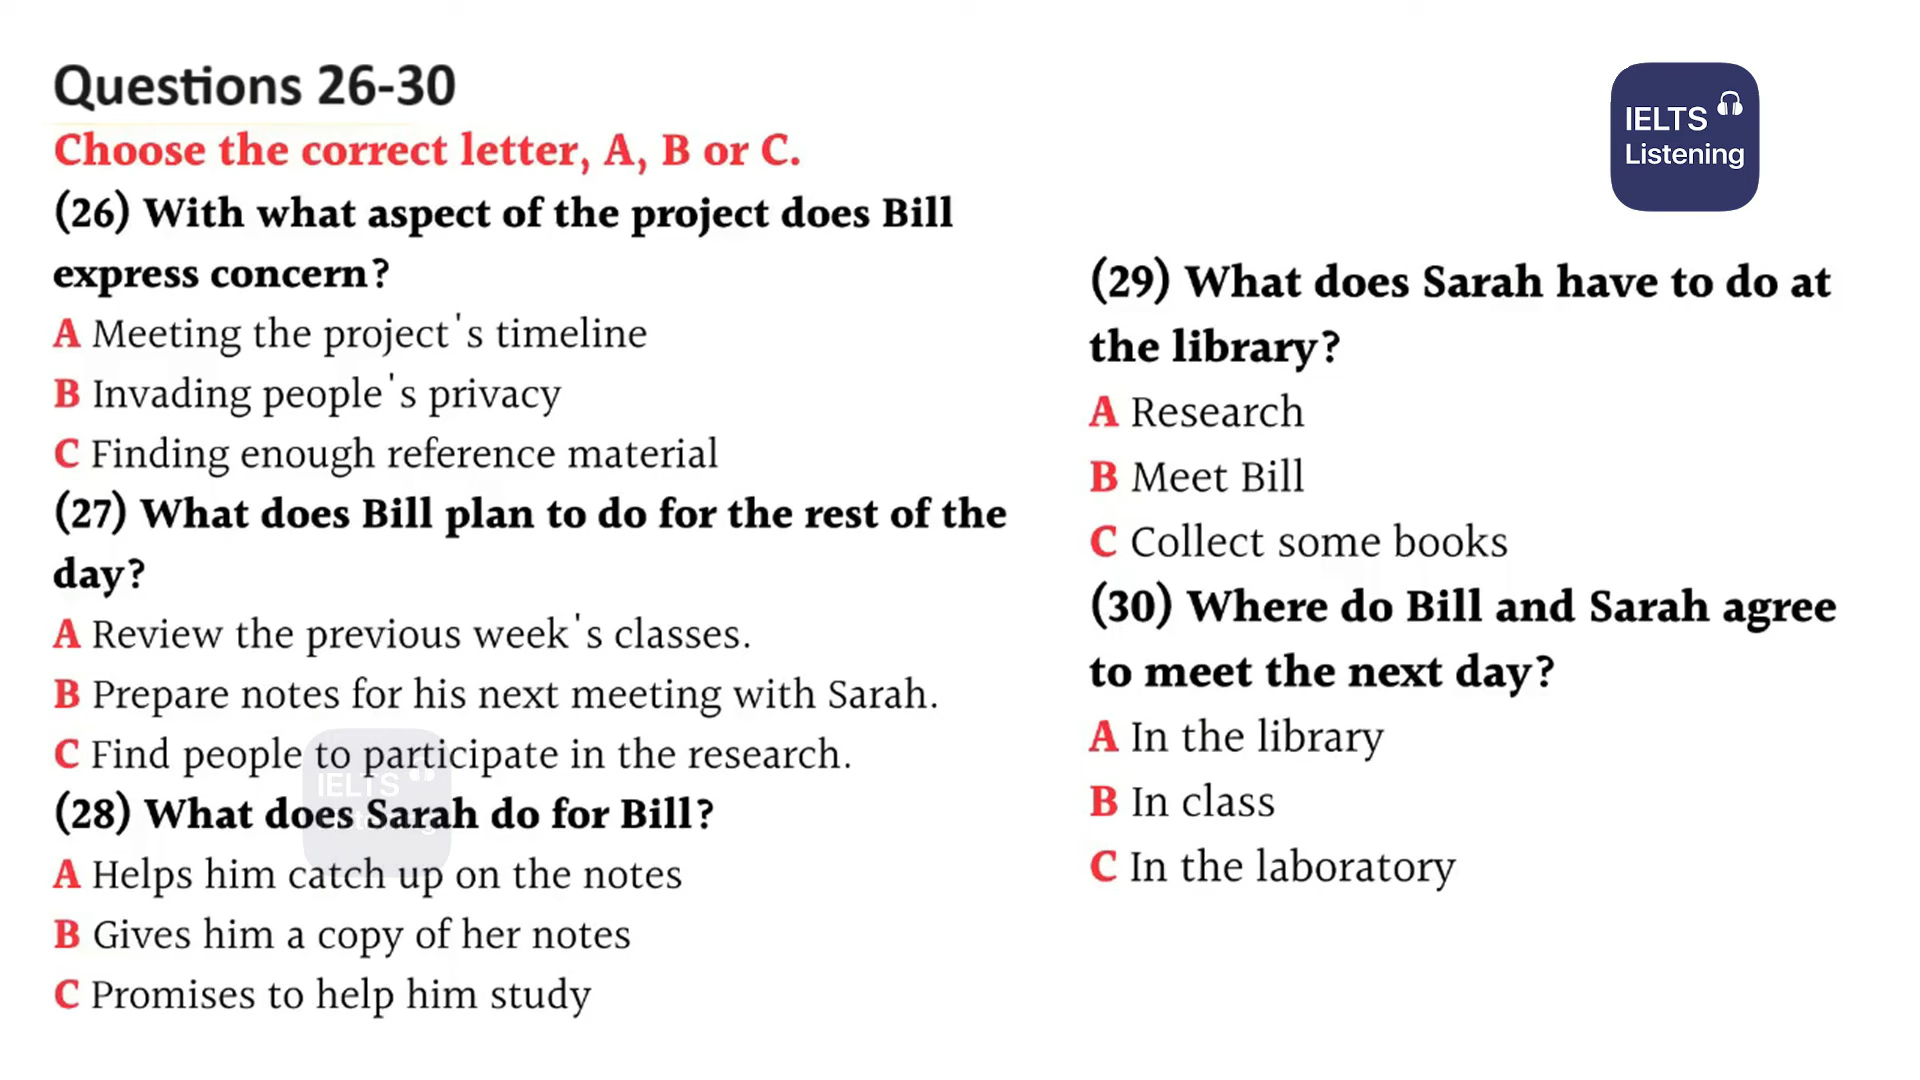 Questions 26-30
Choose the correct letter, A, B or C.
(26) With what aspect of the project does Bill
express concern?
A Meeting the project's timeline
B Invading people's privacy
C Finding enough reference material
(27) What does Bill plan to do for the rest of the
day?
A Review the previous week's classes.
B Prepare notes for his next meeting with Sarah.
C Find people to participate in the research.
(28) What does Sarah do for Bill?
A Helps him catch up on the notes
B Gives him a copy of her notes
C Promises to help him study
IELTS
Listening
(29) What does Sarah have to do at
the library?
A Research
B Meet Bill
C Collect some books
(30) Where do Bill and Sarah agree
to meet the next day?
A In the library
B In class
C In the laboratory
IELTS
Listening